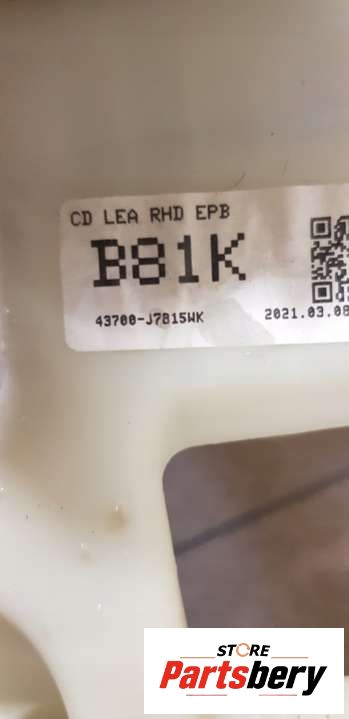 CD LEA RHD EPB
B81K
43700-J7815WK
2021.03.08
STORE
Partsbery